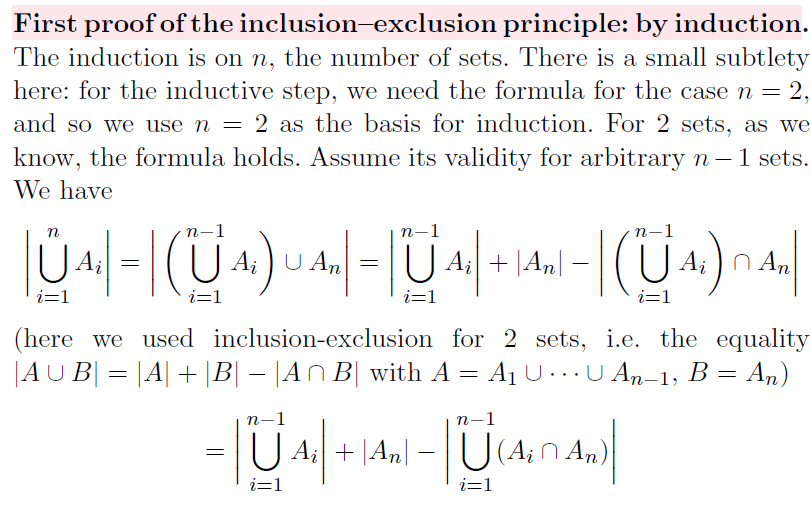 First proof of the inclusion–exclusion principle: by induction.
The induction is on n, the number of sets. There is a small subtlety
here: for the inductive step, we need the formula for the case n = 2,
and so we use n = 2 as the basis for induction. For 2 sets, as we
know, the formula holds. Assume its validity for arbitrary n − 1 sets.
We have
|⋃_{i=1}^{n} A_i| = |(⋃_{i=1}^{n−1} A_i) ∪ A_n| = |⋃_{i=1}^{n−1} A_i| + |A_n| − |(⋃_{i=1}^{n−1} A_i) ∩ A_n|
(here we used inclusion-exclusion for 2 sets, i.e. the equality
|A ∪ B| = |A| + |B| − |A ∩ B| with A = A_1 ∪ ··· ∪ A_{n−1}, B = A_n)
= |⋃_{i=1}^{n−1} A_i| + |A_n| − |⋃_{i=1}^{n−1} (A_i ∩ A_n)|